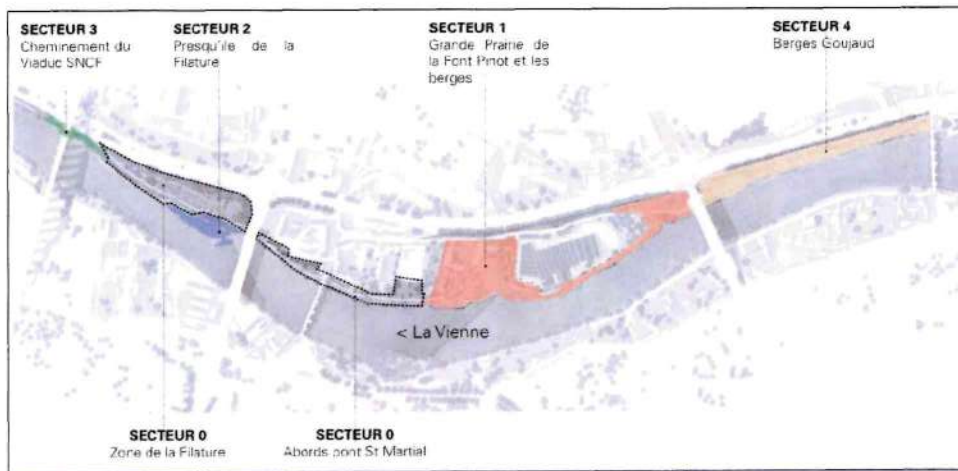 SECTEUR 3
Cheminement du
Viaduc SNCF
SECTEUR 2
Presqu'ile de la
Filature
SECTEUR 1
Grande Prairie de
la Font Pinot et les
berges
SECTEUR 4
Berges Goujaud
< La Vienne
SECTEUR 0
Zone de la Filature
SECTEUR 0
Abords pont St Martial